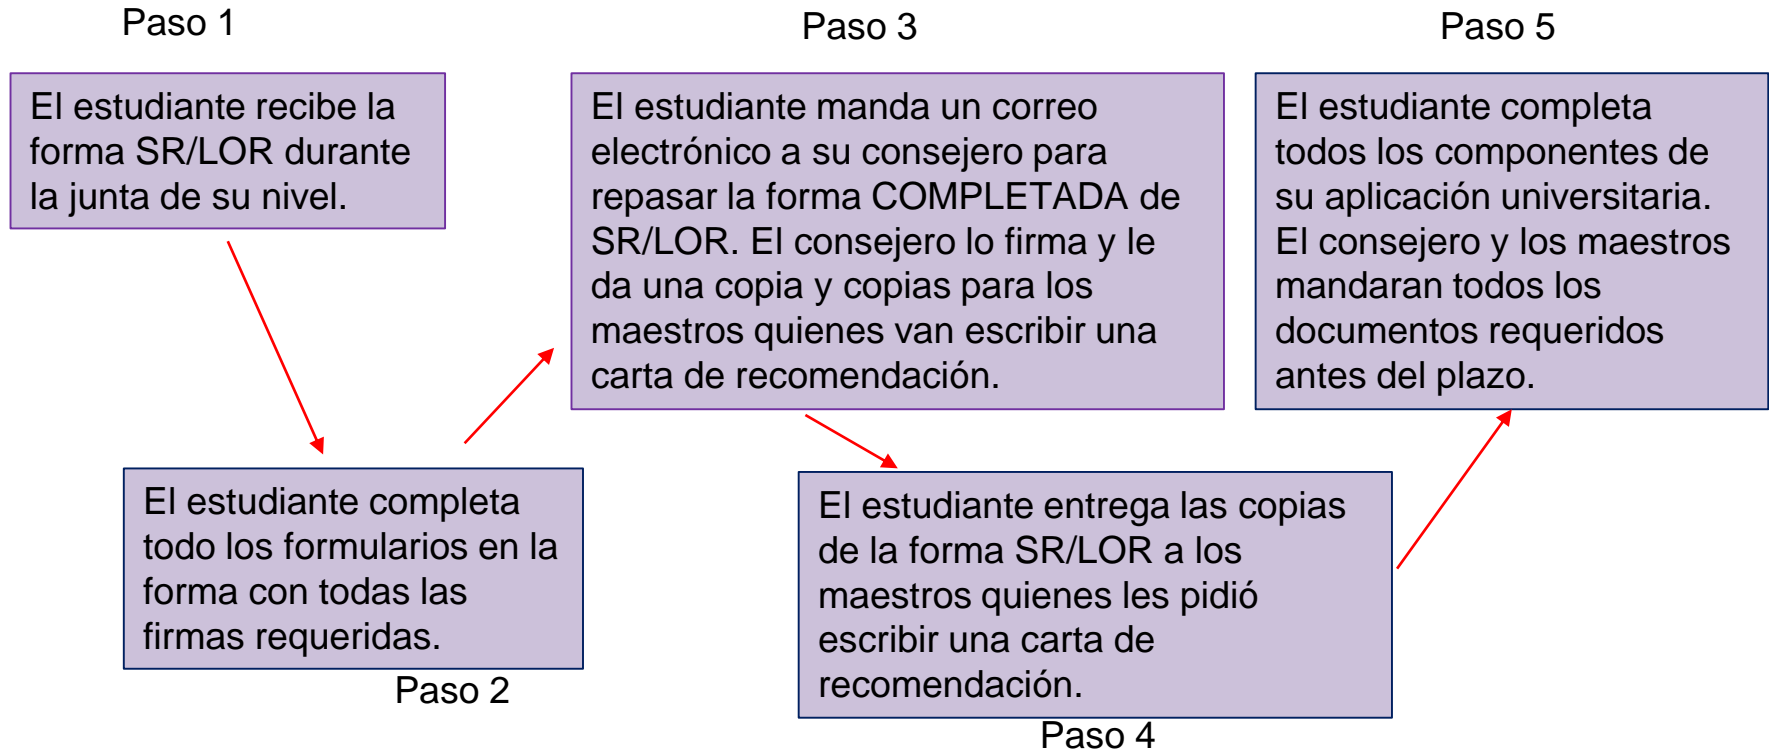 Paso 1
El estudiante recibe la
forma SR/LOR durante
la junta de su nivel.
El estudiante completa
todo los formularios en la
forma con todas las
firmas requeridas.
Paso 2
Paso 3
El estudiante manda un correo
electrónico a su consejero para
repasar la forma COMPLETADA de
SR/LOR. El consejero lo firma y le
da una copia y copias para los
maestros quienes van escribir una
carta de recomendación.
El estudiante entrega las copias
de la forma SR/LOR a los
maestros quienes les pidió
escribir una carta de
recomendación.
Paso 4
Paso 5
El estudiante completa
todos los componentes de
su aplicación universitaria.
El consejero y los maestros
mandaran todos los
documentos requeridos
antes del plazo.